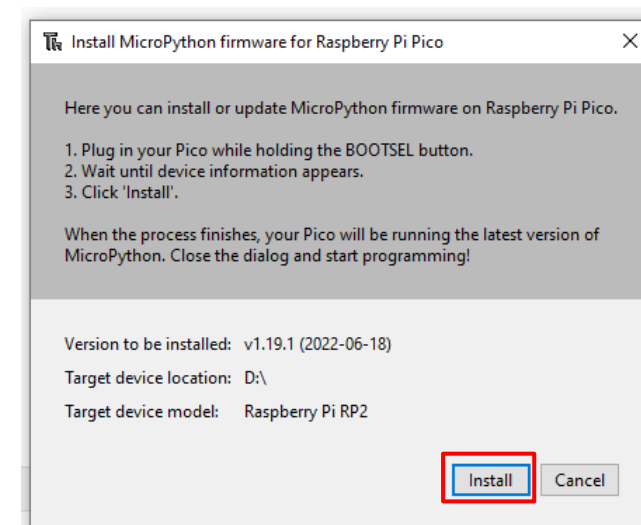 Install MicroPython firmware for Raspberry Pi Pico
Here you can install or update MicroPython firmware on Raspberry Pi Pico.
1. Plug in your Pico while holding the BOOTSEL button.
2. Wait until device information appears.
3. Click 'Install'.
When the process finishes, your Pico will be running the latest version of
MicroPython. Close the dialog and start programming!
Version to be installed: v1.19.1 (2022-06-18)
Target device location: D:\
Target device model: Raspberry Pi RP2
Install Cancel